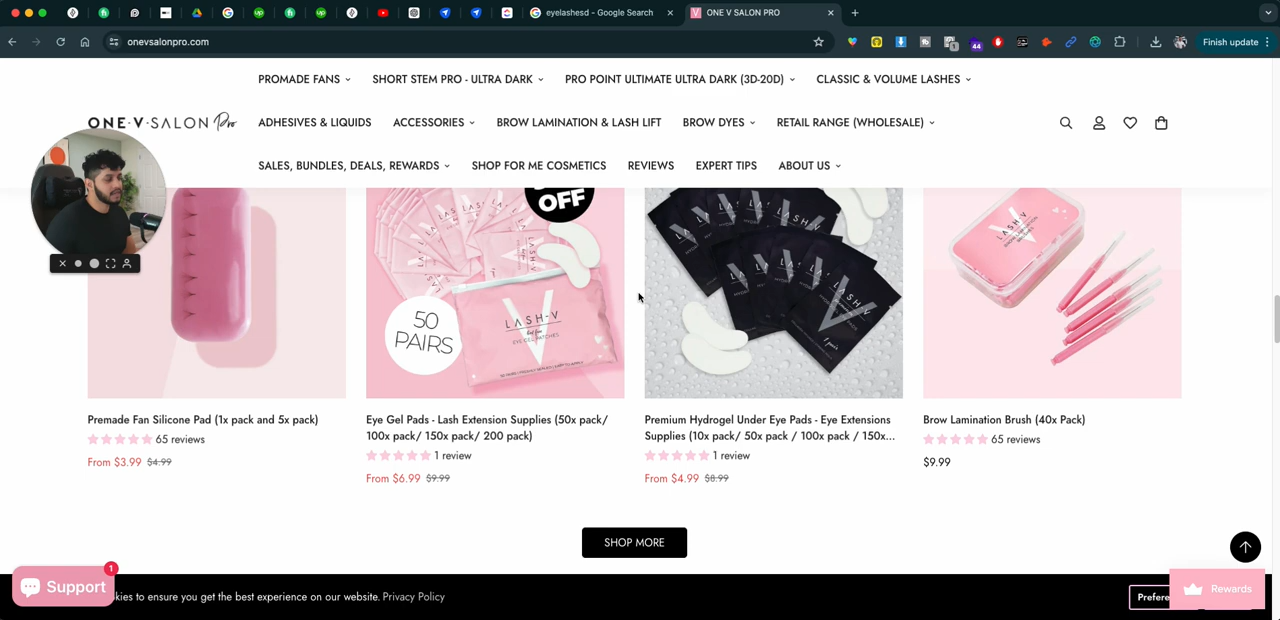 eyelashesd - Google Search
ONE V SALON PRO
onevsalonpro.com
44
1
Finish update
PROMADE FANS
SHORT STEM PRO - ULTRA DARK
PRO POINT ULTIMATE ULTRA DARK (3D-20D)
CLASSIC & VOLUME LASHES
ONE·V·SALON Pro
ADHESIVES & LIQUIDS
ACCESSORIES
BROW LAMINATION & LASH LIFT
BROW DYES
RETAIL RANGE (WHOLESALE)
SALES, BUNDLES, DEALS, REWARDS
SHOP FOR ME COSMETICS
REVIEWS
EXPERT TIPS
ABOUT US
OFF
50
PAIRS
LASH-V
EYE GEL PATCHES
LASH-V
Premade Fan Silicone Pad (1x pack and 5x pack)
65 reviews
From $3.99 $4.99
Eye Gel Pads - Lash Extension Supplies (50x pack/
100x pack/ 150x pack/ 200 pack)
1 review
From $6.99 $9.99
Premium Hydrogel Under Eye Pads - Eye Extensions
Supplies (10x pack/ 50x pack / 100x pack / 150x...
1 review
From $4.99 $8.99
Brow Lamination Brush (40x Pack)
65 reviews
$9.99
SHOP MORE
Support
1
kies to ensure you get the best experience on our website. Privacy Policy
Prefere
Rewards